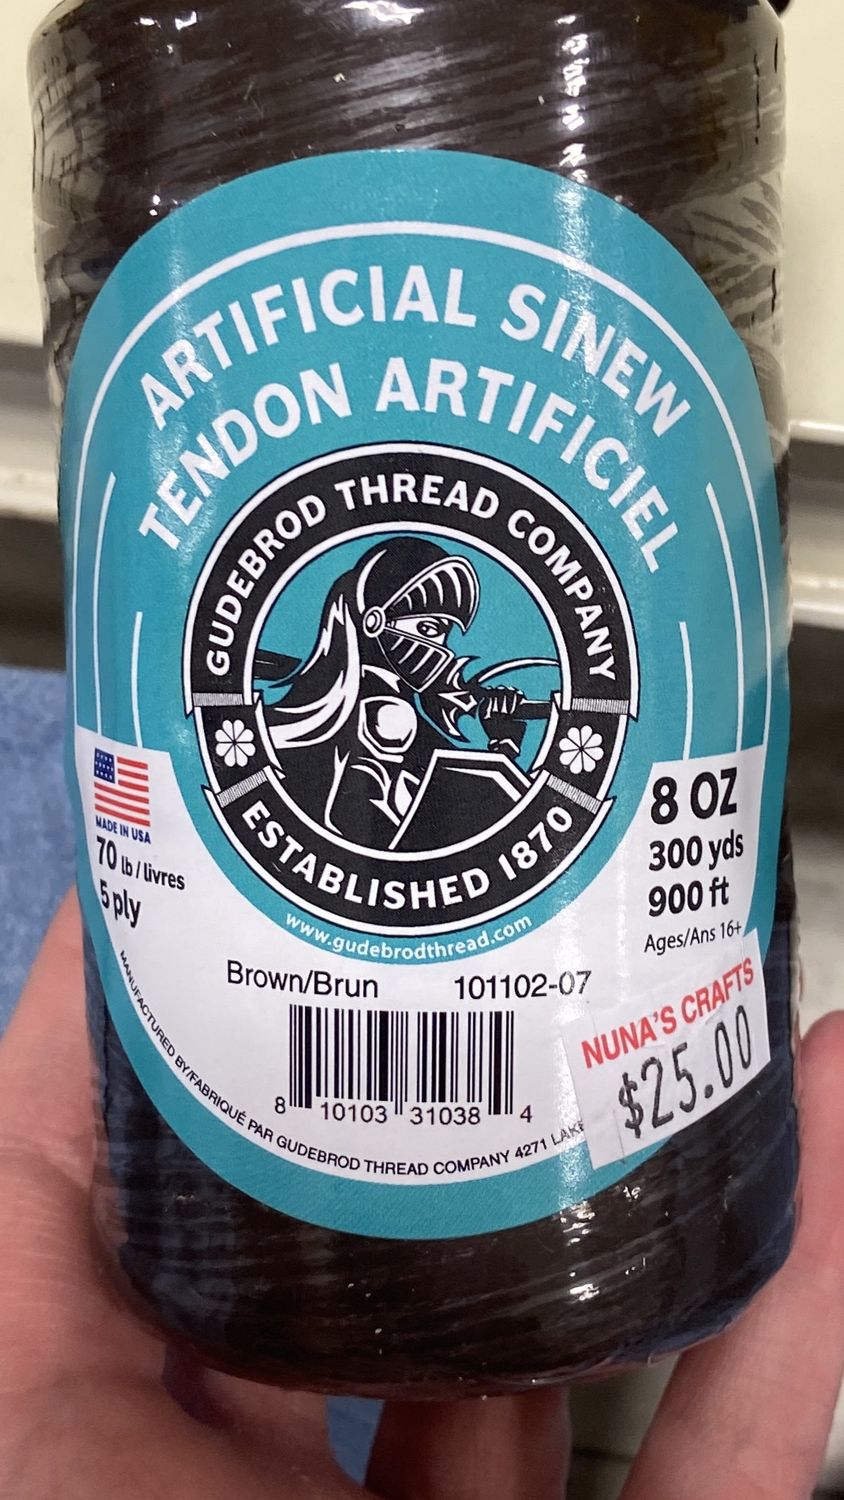 ARTIFICIAL SINEW
TENDON ARTIFICIEL
GUDEBROD THREAD COMPANY
ESTABLISHED 1870
www.gudebrodthread.com
MADE IN USA
70 lb / livres
5 ply
8 OZ
300 yds
900 ft
Ages/Ans 16+
Brown/Brun 101102-07
8 10103 31038 4
NUNA'S CRAFTS
$25.00
MANUFACTURED BY/FABRIQUÉ PAR GUDEBROD THREAD COMPANY 4271 LAKE